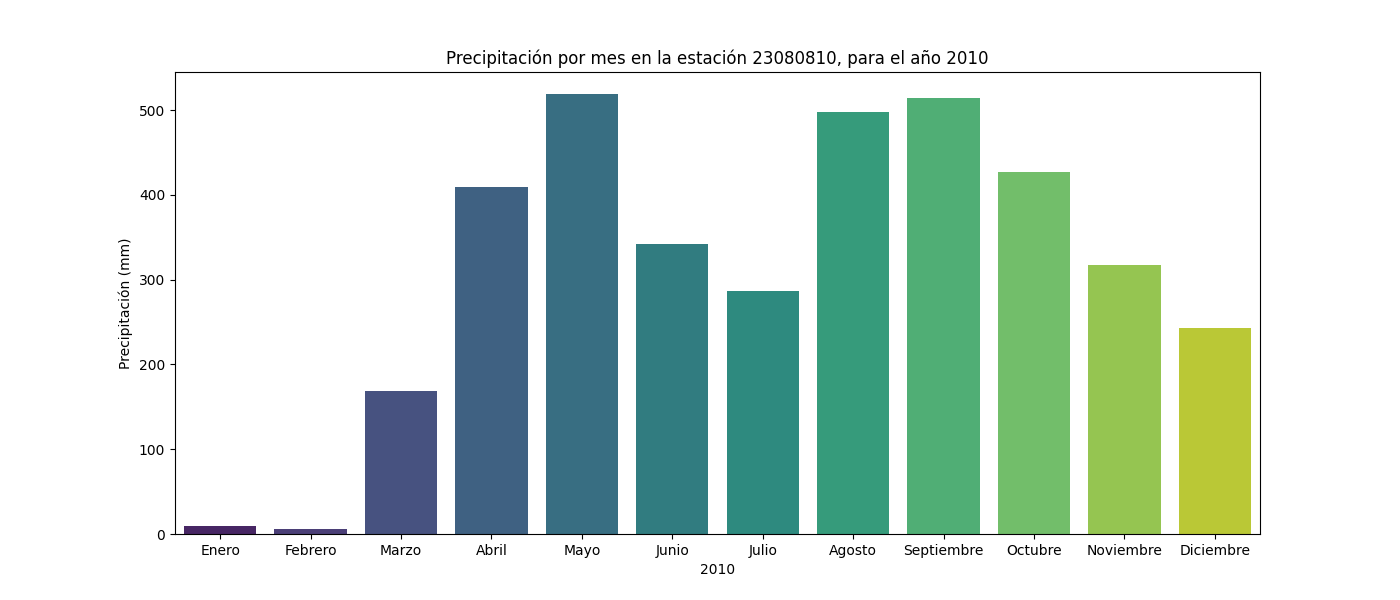 Precipitación por mes en la estación 23080810, para el año 2010
Precipitación (mm)
500
400
300
200
100
0
Enero Febrero Marzo Abril Mayo Junio Julio Agosto Septiembre Octubre Noviembre Diciembre
2010